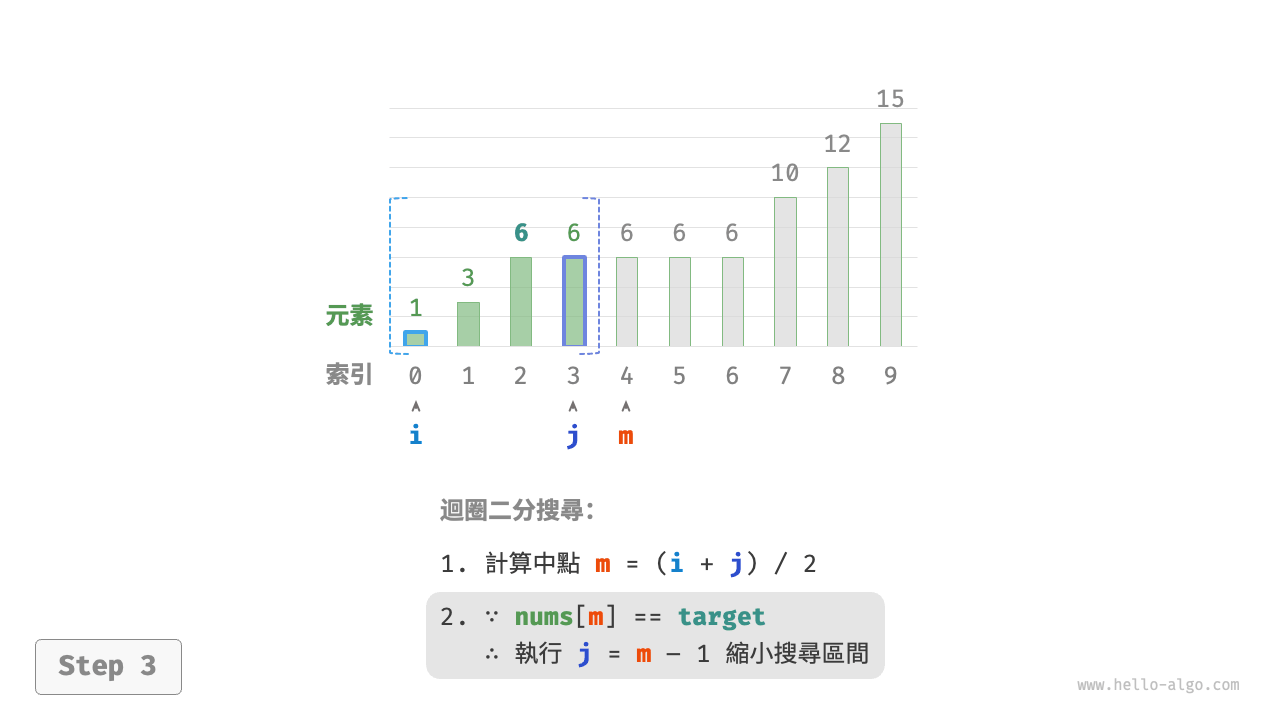 15
12
10
6 6 6 6 6
3
1
元素
索引 0 1 2 3 4 5 6 7 8 9
i j m
迴圈二分搜尋:
1. 計算中點 m = (i + j) / 2
2. ∵ nums[m] == target
∴ 執行 j = m − 1 縮小搜尋區間
Step 3
www.hello-algo.com